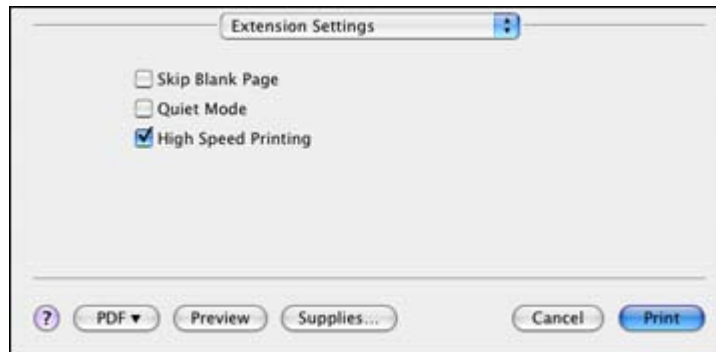 Extension Settings
Skip Blank Page
Quiet Mode
High Speed Printing
? PDF ▼ Preview Supplies... Cancel Print